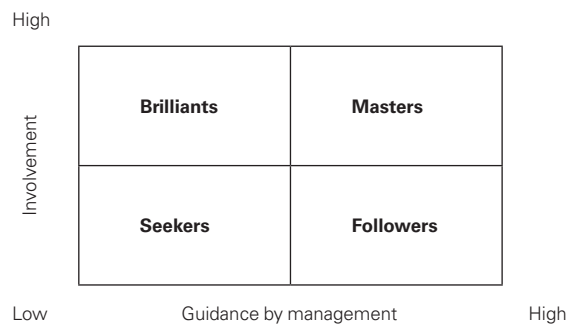 High
Brilliants Masters
Involvement
Seekers Followers
Low Guidance by management High